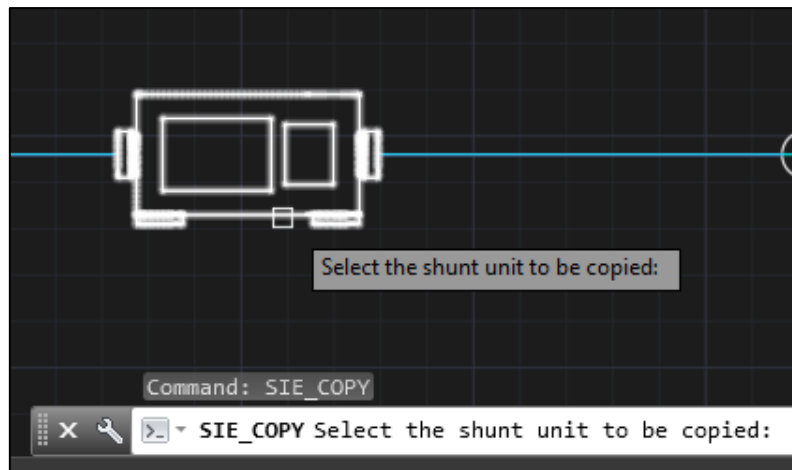 Select the shunt unit to be copied:
Command: SIE_COPY
SIE_COPY Select the shunt unit to be copied: